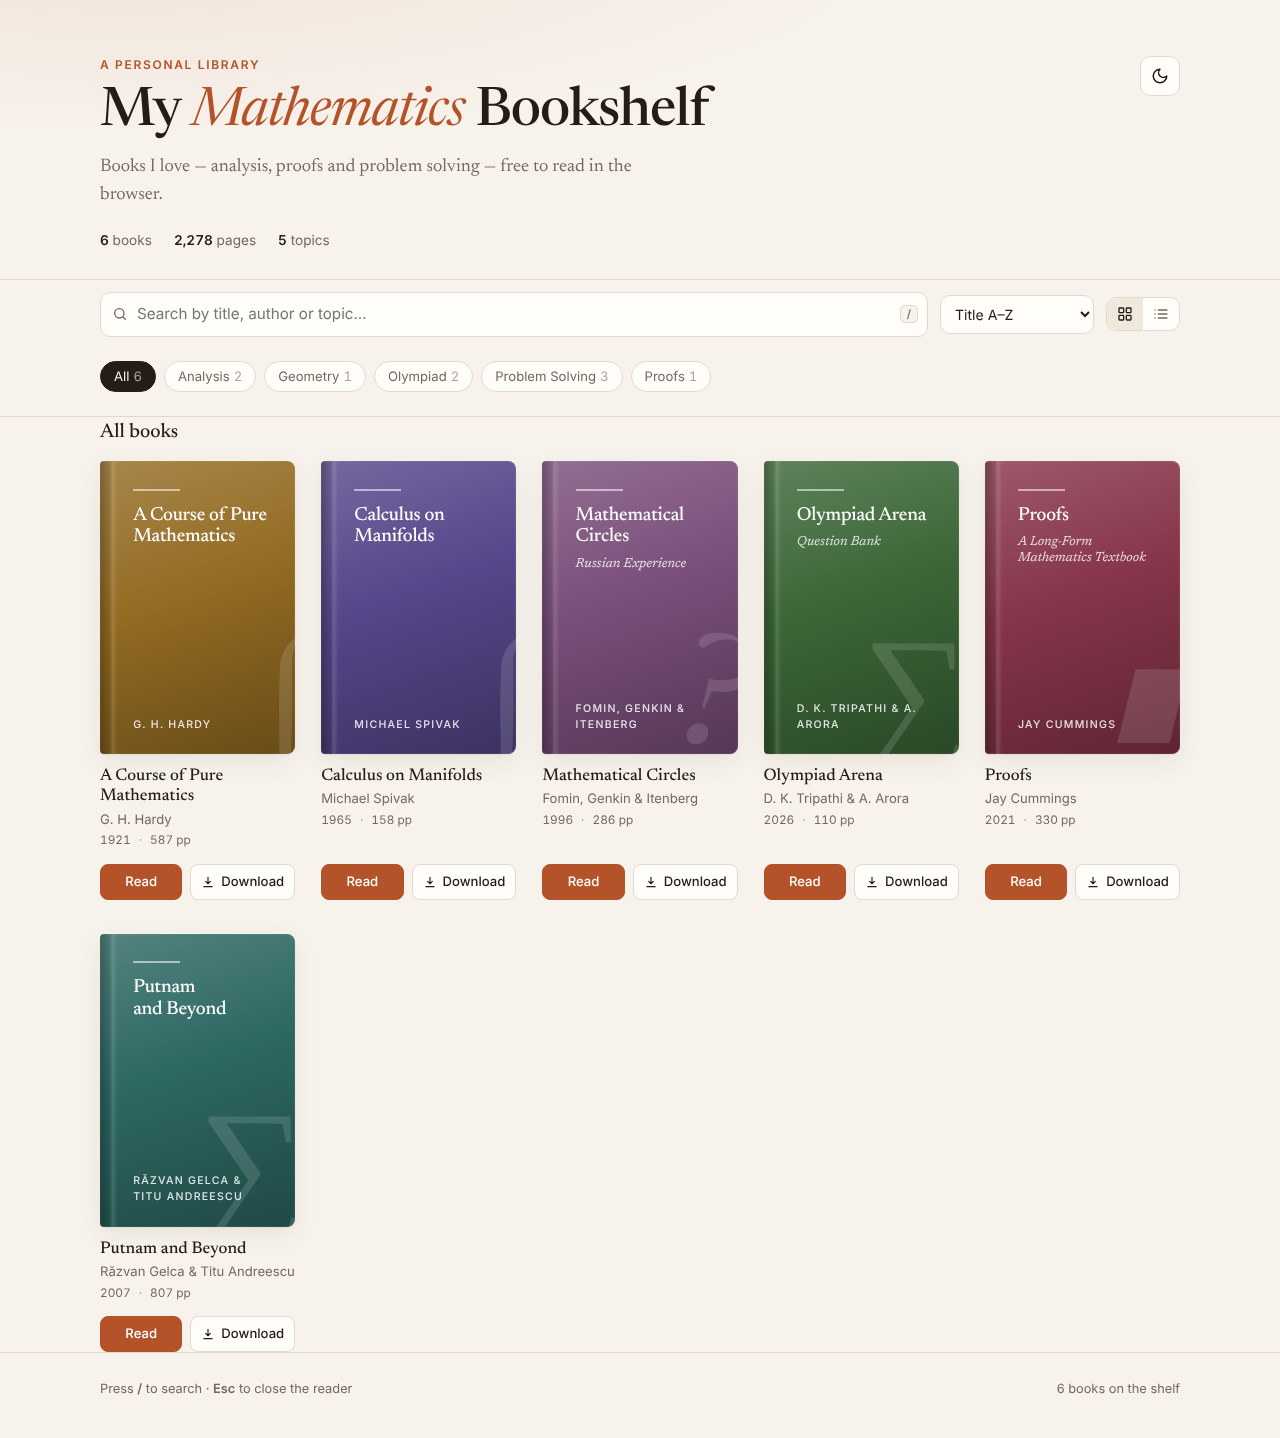 A PERSONAL LIBRARY
My Mathematics Bookshelf
Books I love — analysis, proofs and problem solving — free to read in the
browser.
6 books 2,278 pages 5 topics
Search by title, author or topic... /
Title A–Z
All 6 Analysis 2 Geometry 1 Olympiad 2 Problem Solving 3 Proofs 1
All books
A Course of Pure
Mathematics
G. H. HARDY
Calculus on
Manifolds
MICHAEL SPIVAK
Mathematical
Circles
Russian Experience
?
FOMIN, GENKIN &
ITENBERG
Olympiad Arena
Question Bank
∑
D. K. TRIPATHI & A.
ARORA
Proofs
A Long-Form
Mathematics Textbook
JAY CUMMINGS
A Course of Pure
Mathematics
G. H. Hardy
1921 · 587 pp
Read Download
Calculus on Manifolds
Michael Spivak
1965 · 158 pp
Read Download
Mathematical Circles
Fomin, Genkin & Itenberg
1996 · 286 pp
Read Download
Olympiad Arena
D. K. Tripathi & A. Arora
2026 · 110 pp
Read Download
Proofs
Jay Cummings
2021 · 330 pp
Read Download
Putnam
and Beyond
∑
RĂZVAN GELCA &
TITU ANDREESCU
Putnam and Beyond
Răzvan Gelca & Titu Andreescu
2007 · 807 pp
Read Download
Press / to search · Esc to close the reader
6 books on the shelf